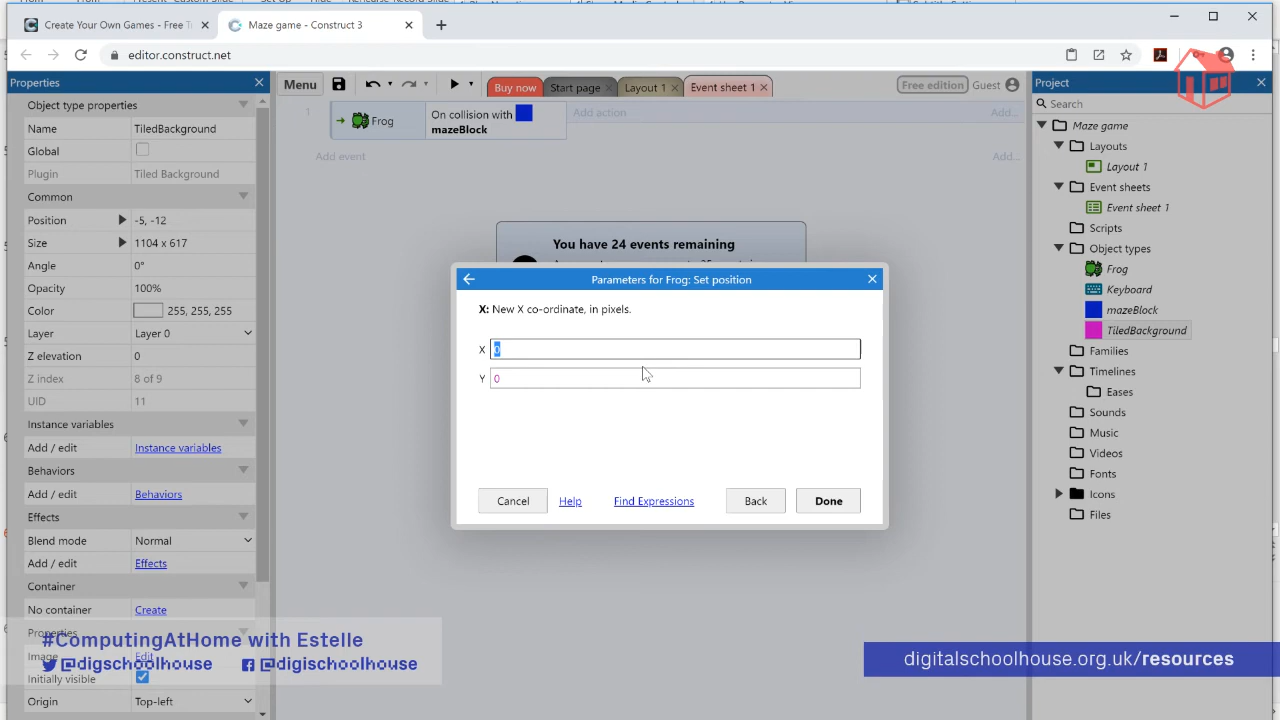 Create Your Own Games - Free Tr
Maze game - Construct 3
editor.construct.net
Properties
Menu
Buy now
Start page
Layout 1
Event sheet 1
Free edition
Guest
Project
Object type properties
Name TiledBackground
Global
Plugin Tiled Background
Common
Position -5, -12
Size 1104 x 617
Angle 0°
Opacity 100%
Color 255, 255, 255
Layer Layer 0
Z elevation 0
Z index 8 of 9
UID 11
Instance variables
Add / edit Instance variables
Behaviors
Add / edit Behaviors
Effects
Blend mode Normal
Add / edit Effects
Container
No container Create
Properties
Image Edit
Initially visible
Origin Top-left
1
Frog
On collision with
mazeBlock
Add action
Add...
Add event
Add...
You have 24 events remaining
Parameters for Frog: Set position
X: New X co-ordinate, in pixels.
X 0
Y 0
Cancel
Help
Find Expressions
Back
Done
Search
Maze game
Layouts
Layout 1
Event sheets
Event sheet 1
Scripts
Object types
Frog
Keyboard
mazeBlock
TiledBackground
Families
Timelines
Eases
Sounds
Music
Videos
Fonts
Icons
Files
#ComputingAtHome with Estelle
@digschoolhouse @digischoolhouse
digitalschoolhouse.org.uk/resources